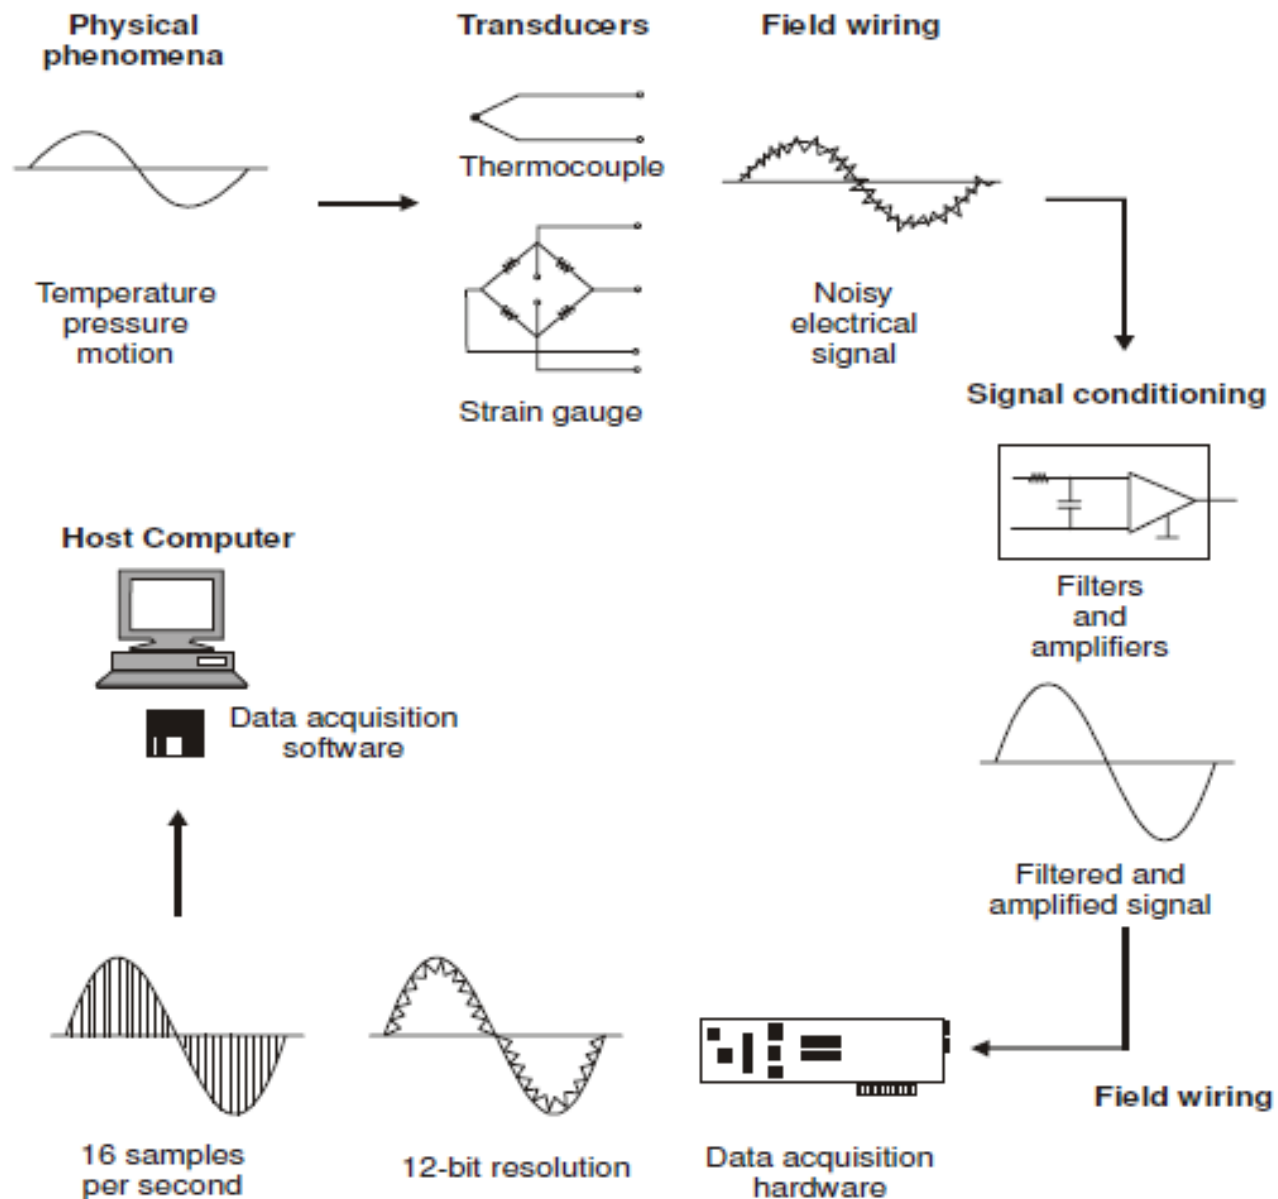 Physical
phenomena
Transducers
Field wiring
Thermocouple
Temperature
pressure
motion
Noisy
electrical
signal
Strain gauge
Signal conditioning
Filters
and
amplifiers
Host Computer
Data acquisition
software
Filtered and
amplified signal
Field wiring
16 samples
per second
12-bit resolution
Data acquisition
hardware